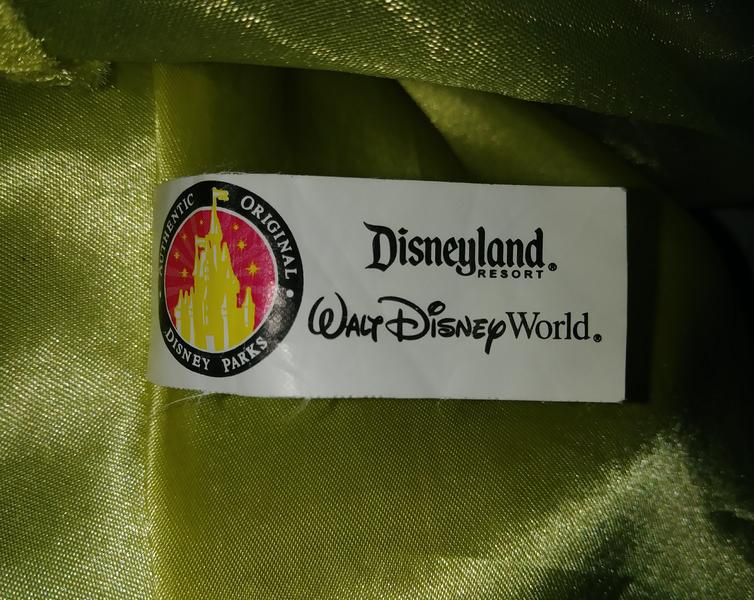 AUTHENTIC ORIGINAL
DISNEY PARKS
Disneyland®
RESORT
WALT DISNEY World®